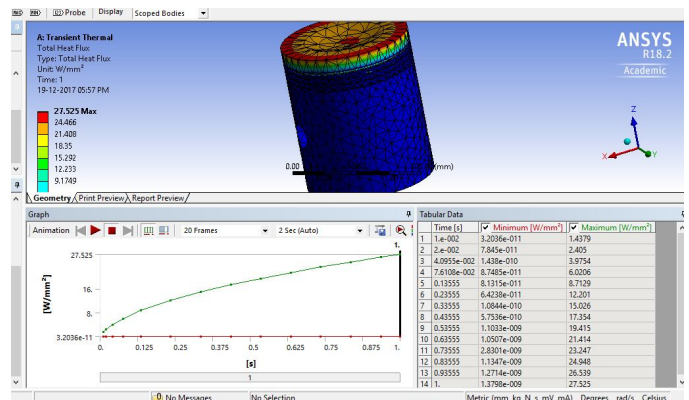 Probe Display Scoped Bodies
A: Transient Thermal
Total Heat Flux
Type: Total Heat Flux
Unit: W/mm²
Time: 1
19-12-2017 05:57 PM
27.525 Max
24.466
21.408
18.35
15.292
12.233
9.1749
ANSYS
R18.2
Academic
Z
X
Y
0.00
(mm)
Geometry Print Preview Report Preview
Graph
Animation 20 Frames 2 Sec (Auto)
1.
27.525
16.
8.
3.2036e-11
[W/mm²]
0. 0.125 0.25 0.375 0.5 0.625 0.75 0.875 1.
[s]
1
Tabular Data
Time [s] Minimum [W/mm²] Maximum [W/mm²]
1 1.e-002 3.2036e-011 1.4379
2 2.e-002 7.845e-011 2.405
3 4.0955e-002 1.438e-010 3.9754
4 7.6108e-002 8.7485e-011 6.0206
5 0.13555 8.1315e-011 8.7129
6 0.23555 6.4238e-011 12.201
7 0.33555 1.0844e-010 15.026
8 0.43555 5.7536e-010 17.354
9 0.53555 1.1033e-009 19.415
10 0.63555 1.0507e-009 21.414
11 0.73555 2.8301e-009 23.247
12 0.83555 1.1347e-009 24.948
13 0.93555 1.2714e-009 26.539
14 1. 1.3798e-009 27.525
No Messages No Selection Metric (mm, kg, N, s, mV, mA) Degrees rad/s Celsius